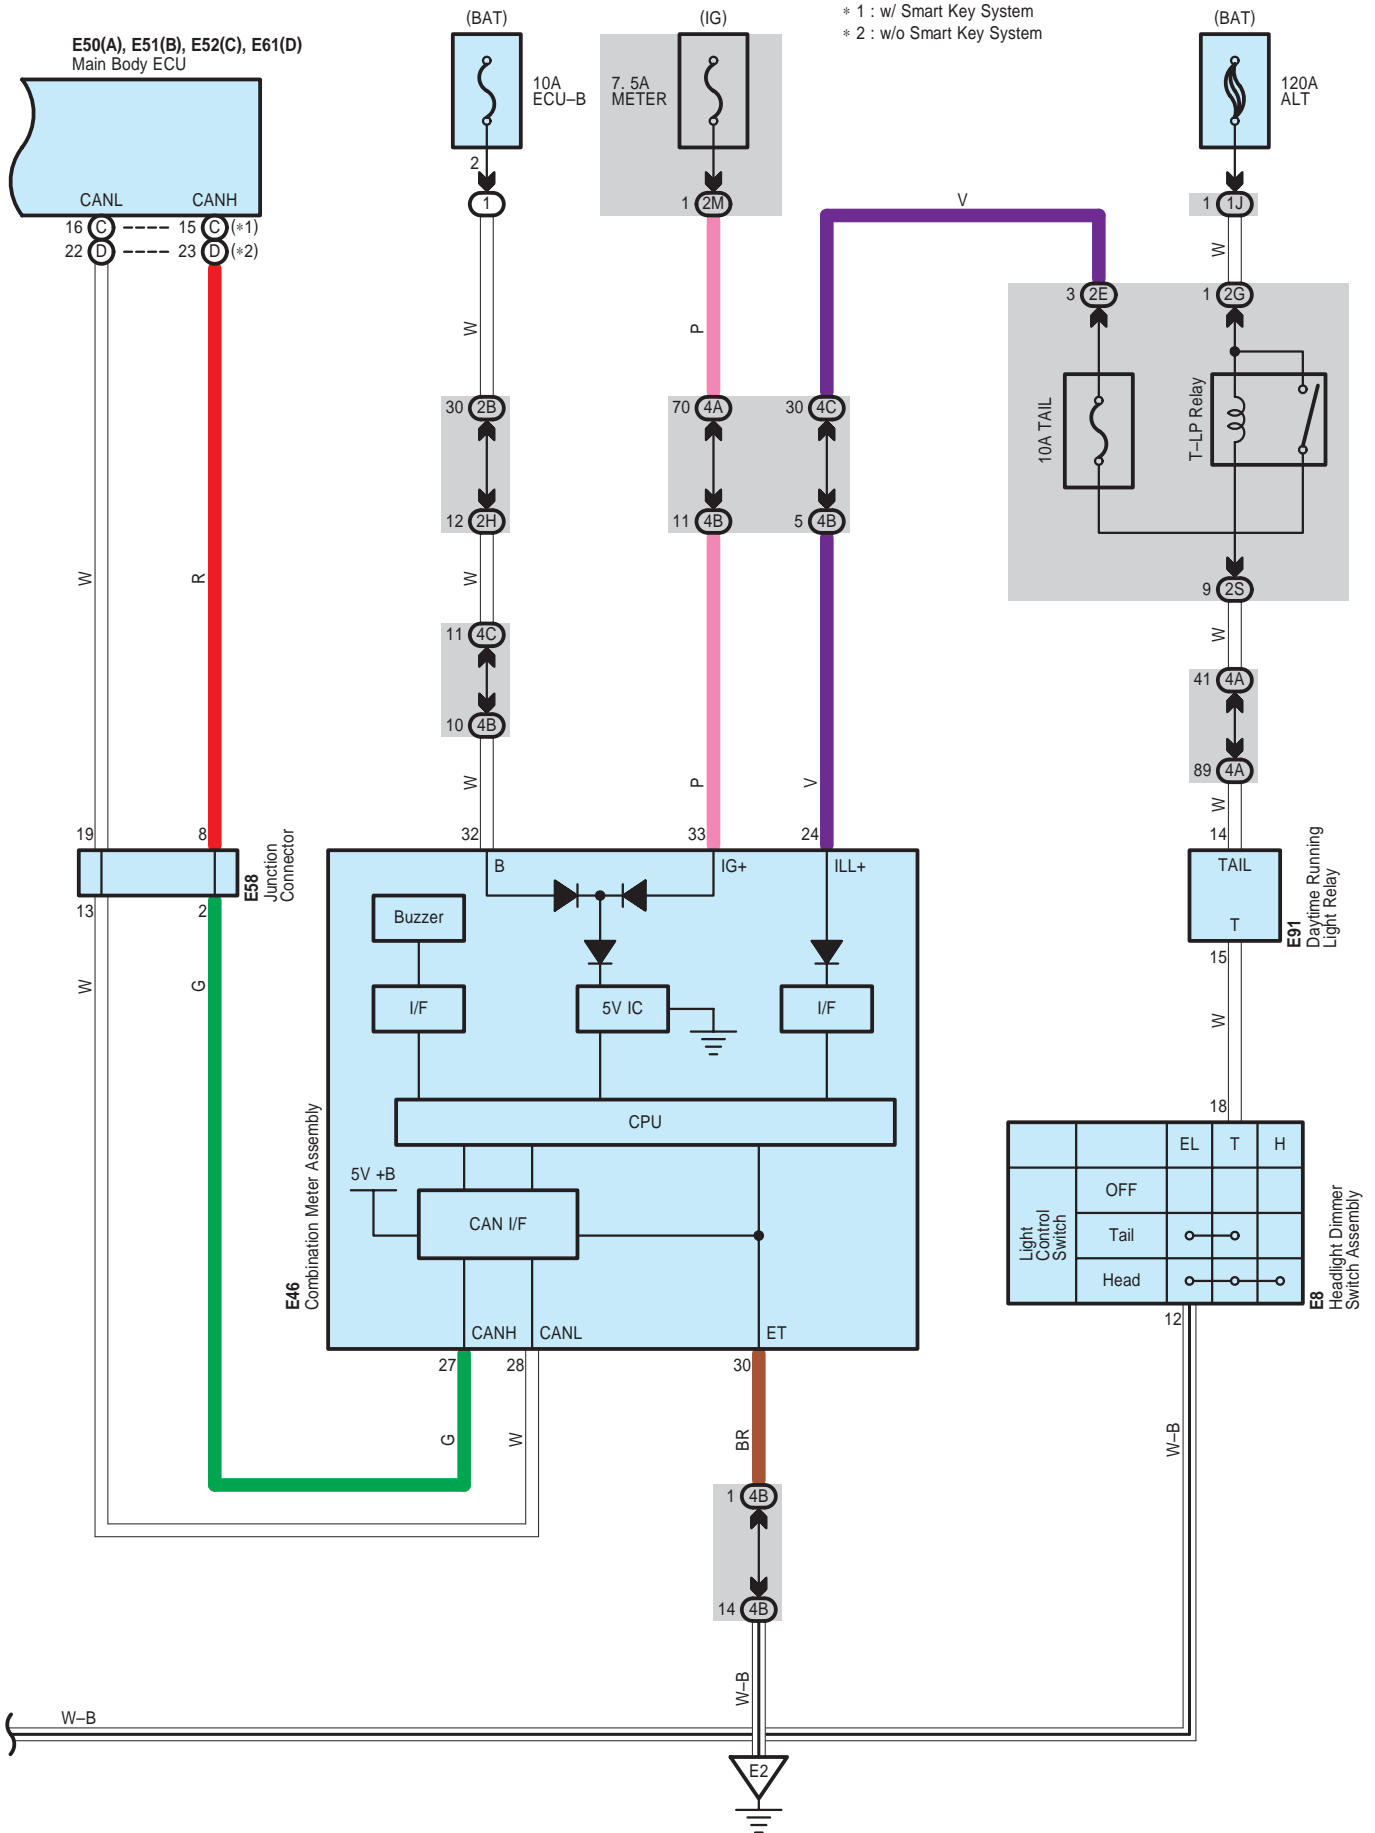 (BAT)
(IG)
* 1 : w/ Smart Key System
* 2 : w/o Smart Key System
(BAT)
E50(A), E51(B), E52(C), E61(D)
Main Body ECU
10A
ECU–B
7. 5A
METER
120A
ALT
2
CANL
CANH
1
1
2M
V
1
1J
16
C
15
C
(*1)
22
D
23
D
(*2)
W
3
2E
1
2G
W
P
10A TAIL
T–LP Relay
30
2B
70
4A
30
4C
12
2H
11
4B
5
4B
W
R
W
9
2S
11
4C
W
41
4A
10
4B
89
4A
W
P
V
W
19
8
32
33
24
14
E58
Junction
Connector
B
IG+
ILL+
TAIL
T
E91
Daytime Running
Light Relay
13
2
Buzzer
15
W
G
I/F
5V IC
I/F
W
18
CPU
5V +B
CAN I/F
E46
Combination Meter Assembly
EL
T
H
Light
Control
Switch
OFF
Tail
Head
E8
Headlight Dimmer
Switch Assembly
CANH
CANL
ET
12
27
28
30
G
W
BR
W–B
1
4B
14
4B
W–B
W–B
E2